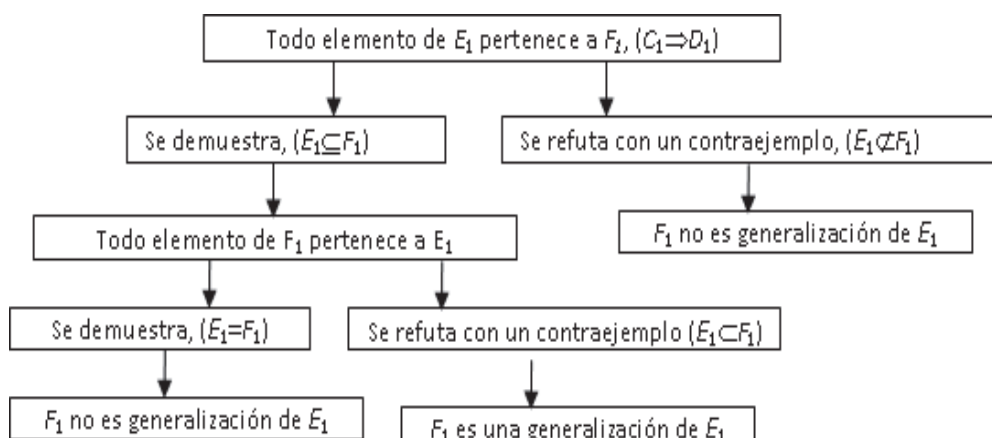 Todo elemento de E₁ pertenece a F₁, (C₁⇒D₁)
Se demuestra, (E₁⊆F₁)
Se refuta con un contraejemplo, (E₁⊄F₁)
F₁ no es generalización de E₁
Todo elemento de F₁ pertenece a E₁
Se demuestra, (E₁=F₁)
Se refuta con un contraejemplo (E₁⊂F₁)
F₁ no es generalización de E₁
F₁ es una generalización de E₁